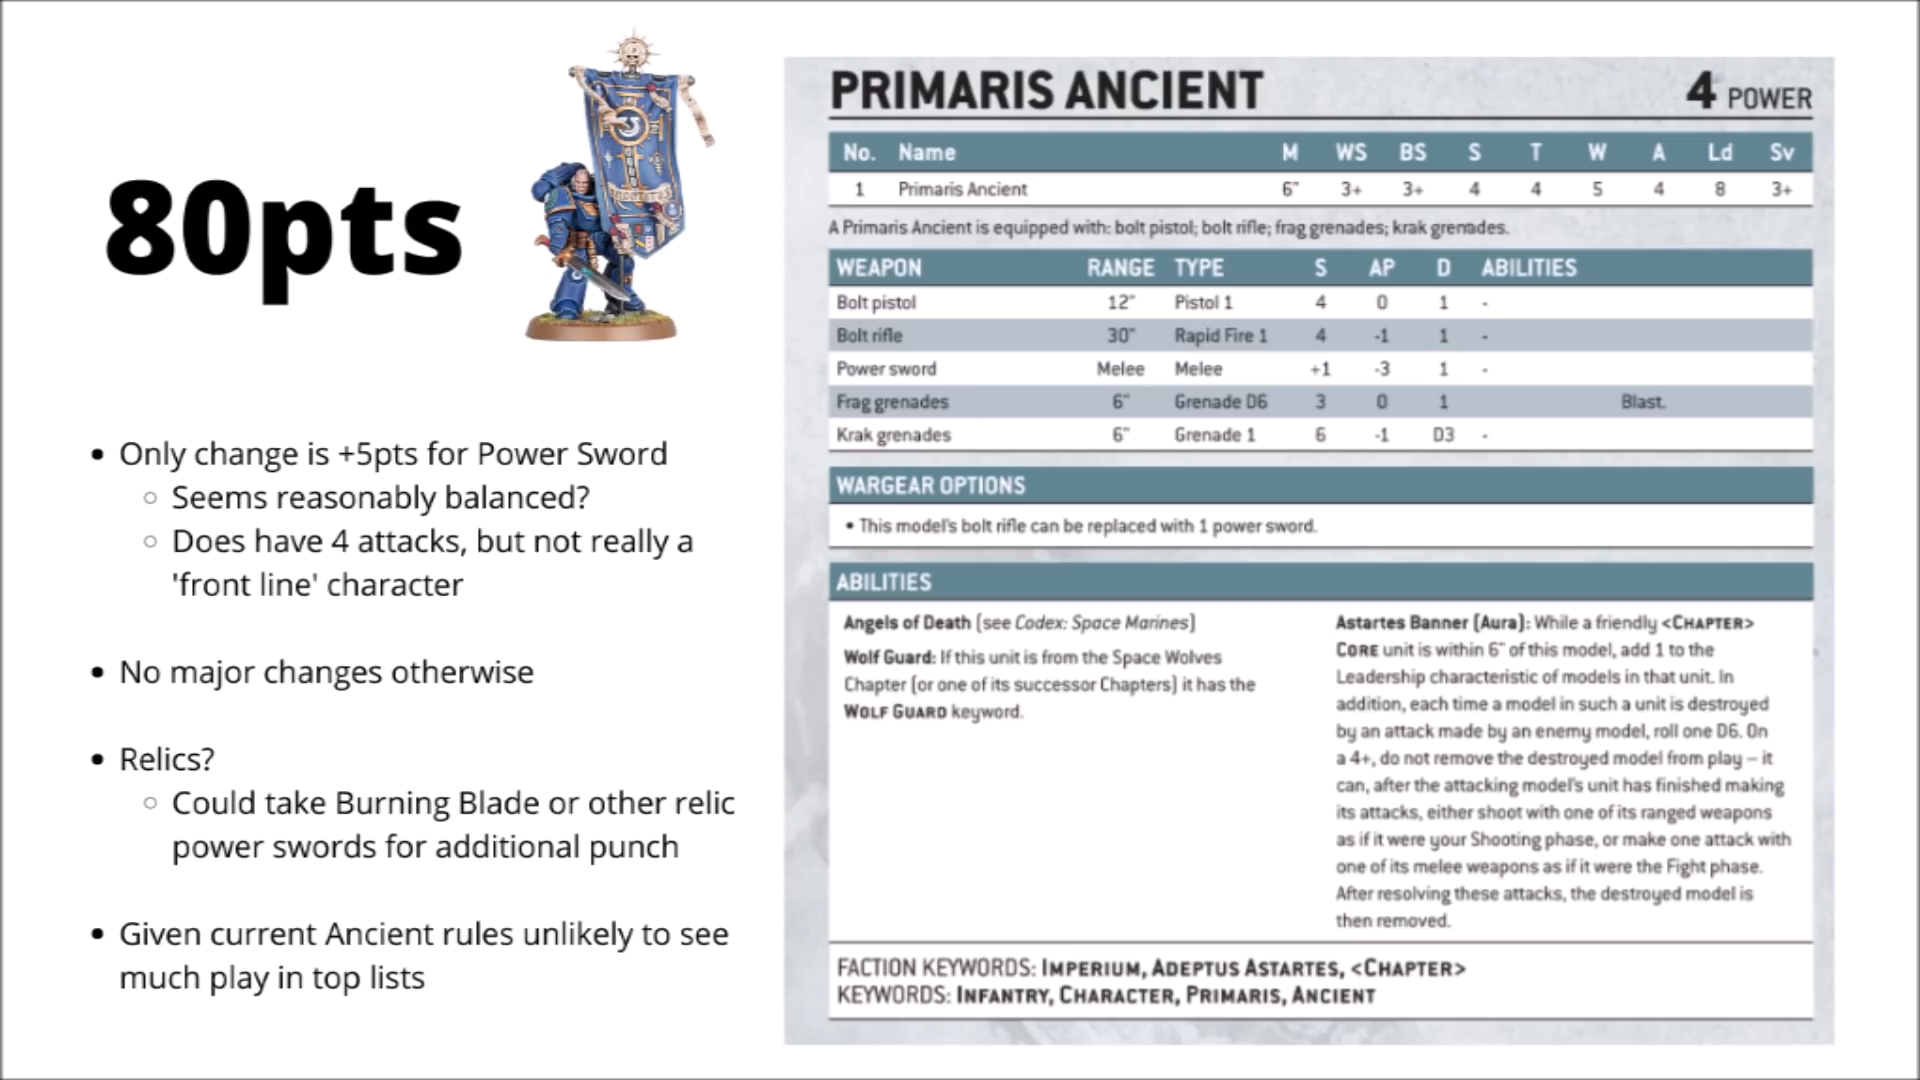 80pts
• Only change is +5pts for Power Sword
○ Seems reasonably balanced?
○ Does have 4 attacks, but not really a
'front line' character
• No major changes otherwise
• Relics?
○ Could take Burning Blade or other relic
power swords for additional punch
• Given current Ancient rules unlikely to see
much play in top lists
PRIMARIS ANCIENT 4 POWER
No. Name M WS BS S T W A Ld Sv
1 Primaris Ancient 6" 3+ 3+ 4 4 5 4 8 3+
A Primaris Ancient is equipped with: bolt pistol; bolt rifle; frag grenades; krak grenades.
WEAPON RANGE TYPE S AP D ABILITIES
Bolt pistol 12" Pistol 1 4 0 1 -
Bolt rifle 30" Rapid Fire 1 4 -1 1 -
Power sword Melee Melee +1 -3 1 -
Frag grenades 6" Grenade D6 3 0 1 Blast.
Krak grenades 6" Grenade 1 6 -1 D3 -
WARGEAR OPTIONS
• This model's bolt rifle can be replaced with 1 power sword.
ABILITIES
Angels of Death (see Codex: Space Marines)
Wolf Guard: If this unit is from the Space Wolves
Chapter (or one of its successor Chapters) it has the
WOLF GUARD keyword.
Astartes Banner (Aura): While a friendly <CHAPTER>
CORE unit is within 6" of this model, add 1 to the
Leadership characteristic of models in that unit. In
addition, each time a model in such a unit is destroyed
by an attack made by an enemy model, roll one D6. On
a 4+, do not remove the destroyed model from play – it
can, after the attacking model's unit has finished making
its attacks, either shoot with one of its ranged weapons
as if it were your Shooting phase, or make one attack with
one of its melee weapons as if it were the Fight phase.
After resolving these attacks, the destroyed model is
then removed.
FACTION KEYWORDS: IMPERIUM, ADEPTUS ASTARTES, <CHAPTER>
KEYWORDS: INFANTRY, CHARACTER, PRIMARIS, ANCIENT